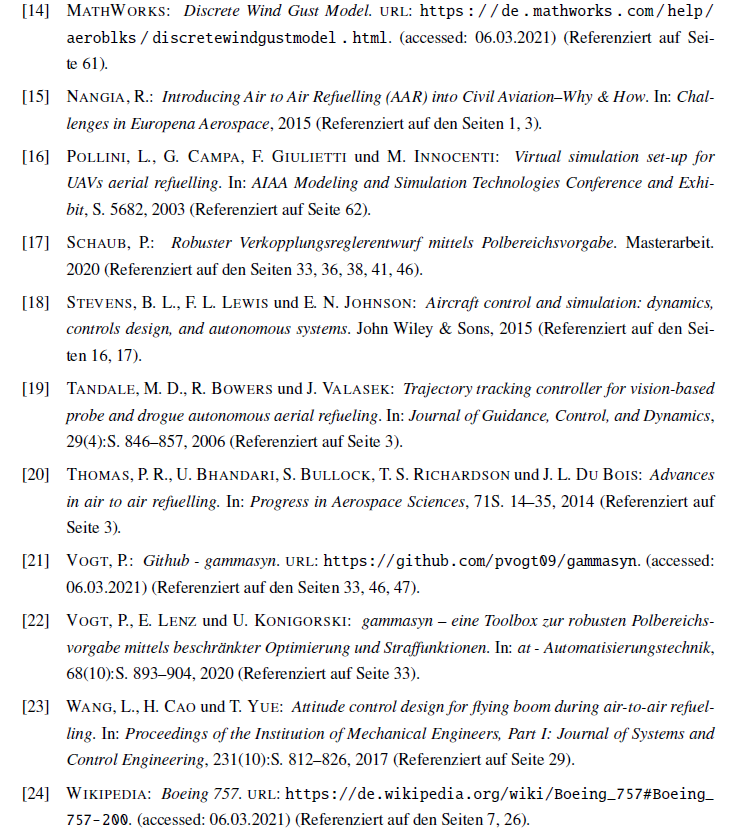 [14] MATHWORKS: Discrete Wind Gust Model. URL: https://de.mathworks.com/help/
aeroblks/discretewindgustmodel.html. (accessed: 06.03.2021) (Referenziert auf Sei-
te 61).
[15] NANGIA, R.: Introducing Air to Air Refuelling (AAR) into Civil Aviation–Why & How. In: Chal-
lenges in Europena Aerospace, 2015 (Referenziert auf den Seiten 1, 3).
[16] POLLINI, L., G. CAMPA, F. GIULIETTI und M. INNOCENTI: Virtual simulation set-up for
UAVs aerial refuelling. In: AIAA Modeling and Simulation Technologies Conference and Exhi-
bit, S. 5682, 2003 (Referenziert auf Seite 62).
[17] SCHAUB, P.: Robuster Verkopplungsreglerentwurf mittels Polbereichsvorgabe. Masterarbeit.
2020 (Referenziert auf den Seiten 33, 36, 38, 41, 46).
[18] STEVENS, B. L., F. L. LEWIS und E. N. JOHNSON: Aircraft control and simulation: dynamics,
controls design, and autonomous systems. John Wiley & Sons, 2015 (Referenziert auf den Sei-
ten 16, 17).
[19] TANDALE, M. D., R. BOWERS und J. VALASEK: Trajectory tracking controller for vision-based
probe and drogue autonomous aerial refueling. In: Journal of Guidance, Control, and Dynamics,
29(4):S. 846–857, 2006 (Referenziert auf Seite 3).
[20] THOMAS, P. R., U. BHANDARI, S. BULLOCK, T. S. RICHARDSON und J. L. DU BOIS: Advances
in air to air refuelling. In: Progress in Aerospace Sciences, 71S. 14–35, 2014 (Referenziert auf
Seite 3).
[21] VOGT, P.: Github - gammasyn. URL: https://github.com/pvogt09/gammasyn. (accessed:
06.03.2021) (Referenziert auf den Seiten 33, 46, 47).
[22] VOGT, P., E. LENZ und U. KONIGORSKI: gammasyn – eine Toolbox zur robusten Polbereichs-
vorgabe mittels beschränkter Optimierung und Straffunktionen. In: at - Automatisierungstechnik,
68(10):S. 893–904, 2020 (Referenziert auf Seite 33).
[23] WANG, L., H. CAO und T. YUE: Attitude control design for flying boom during air-to-air refuel-
ling. In: Proceedings of the Institution of Mechanical Engineers, Part I: Journal of Systems and
Control Engineering, 231(10):S. 812–826, 2017 (Referenziert auf Seite 29).
[24] WIKIPEDIA: Boeing 757. URL: https://de.wikipedia.org/wiki/Boeing_757#Boeing_
757-200. (accessed: 06.03.2021) (Referenziert auf den Seiten 7, 26).